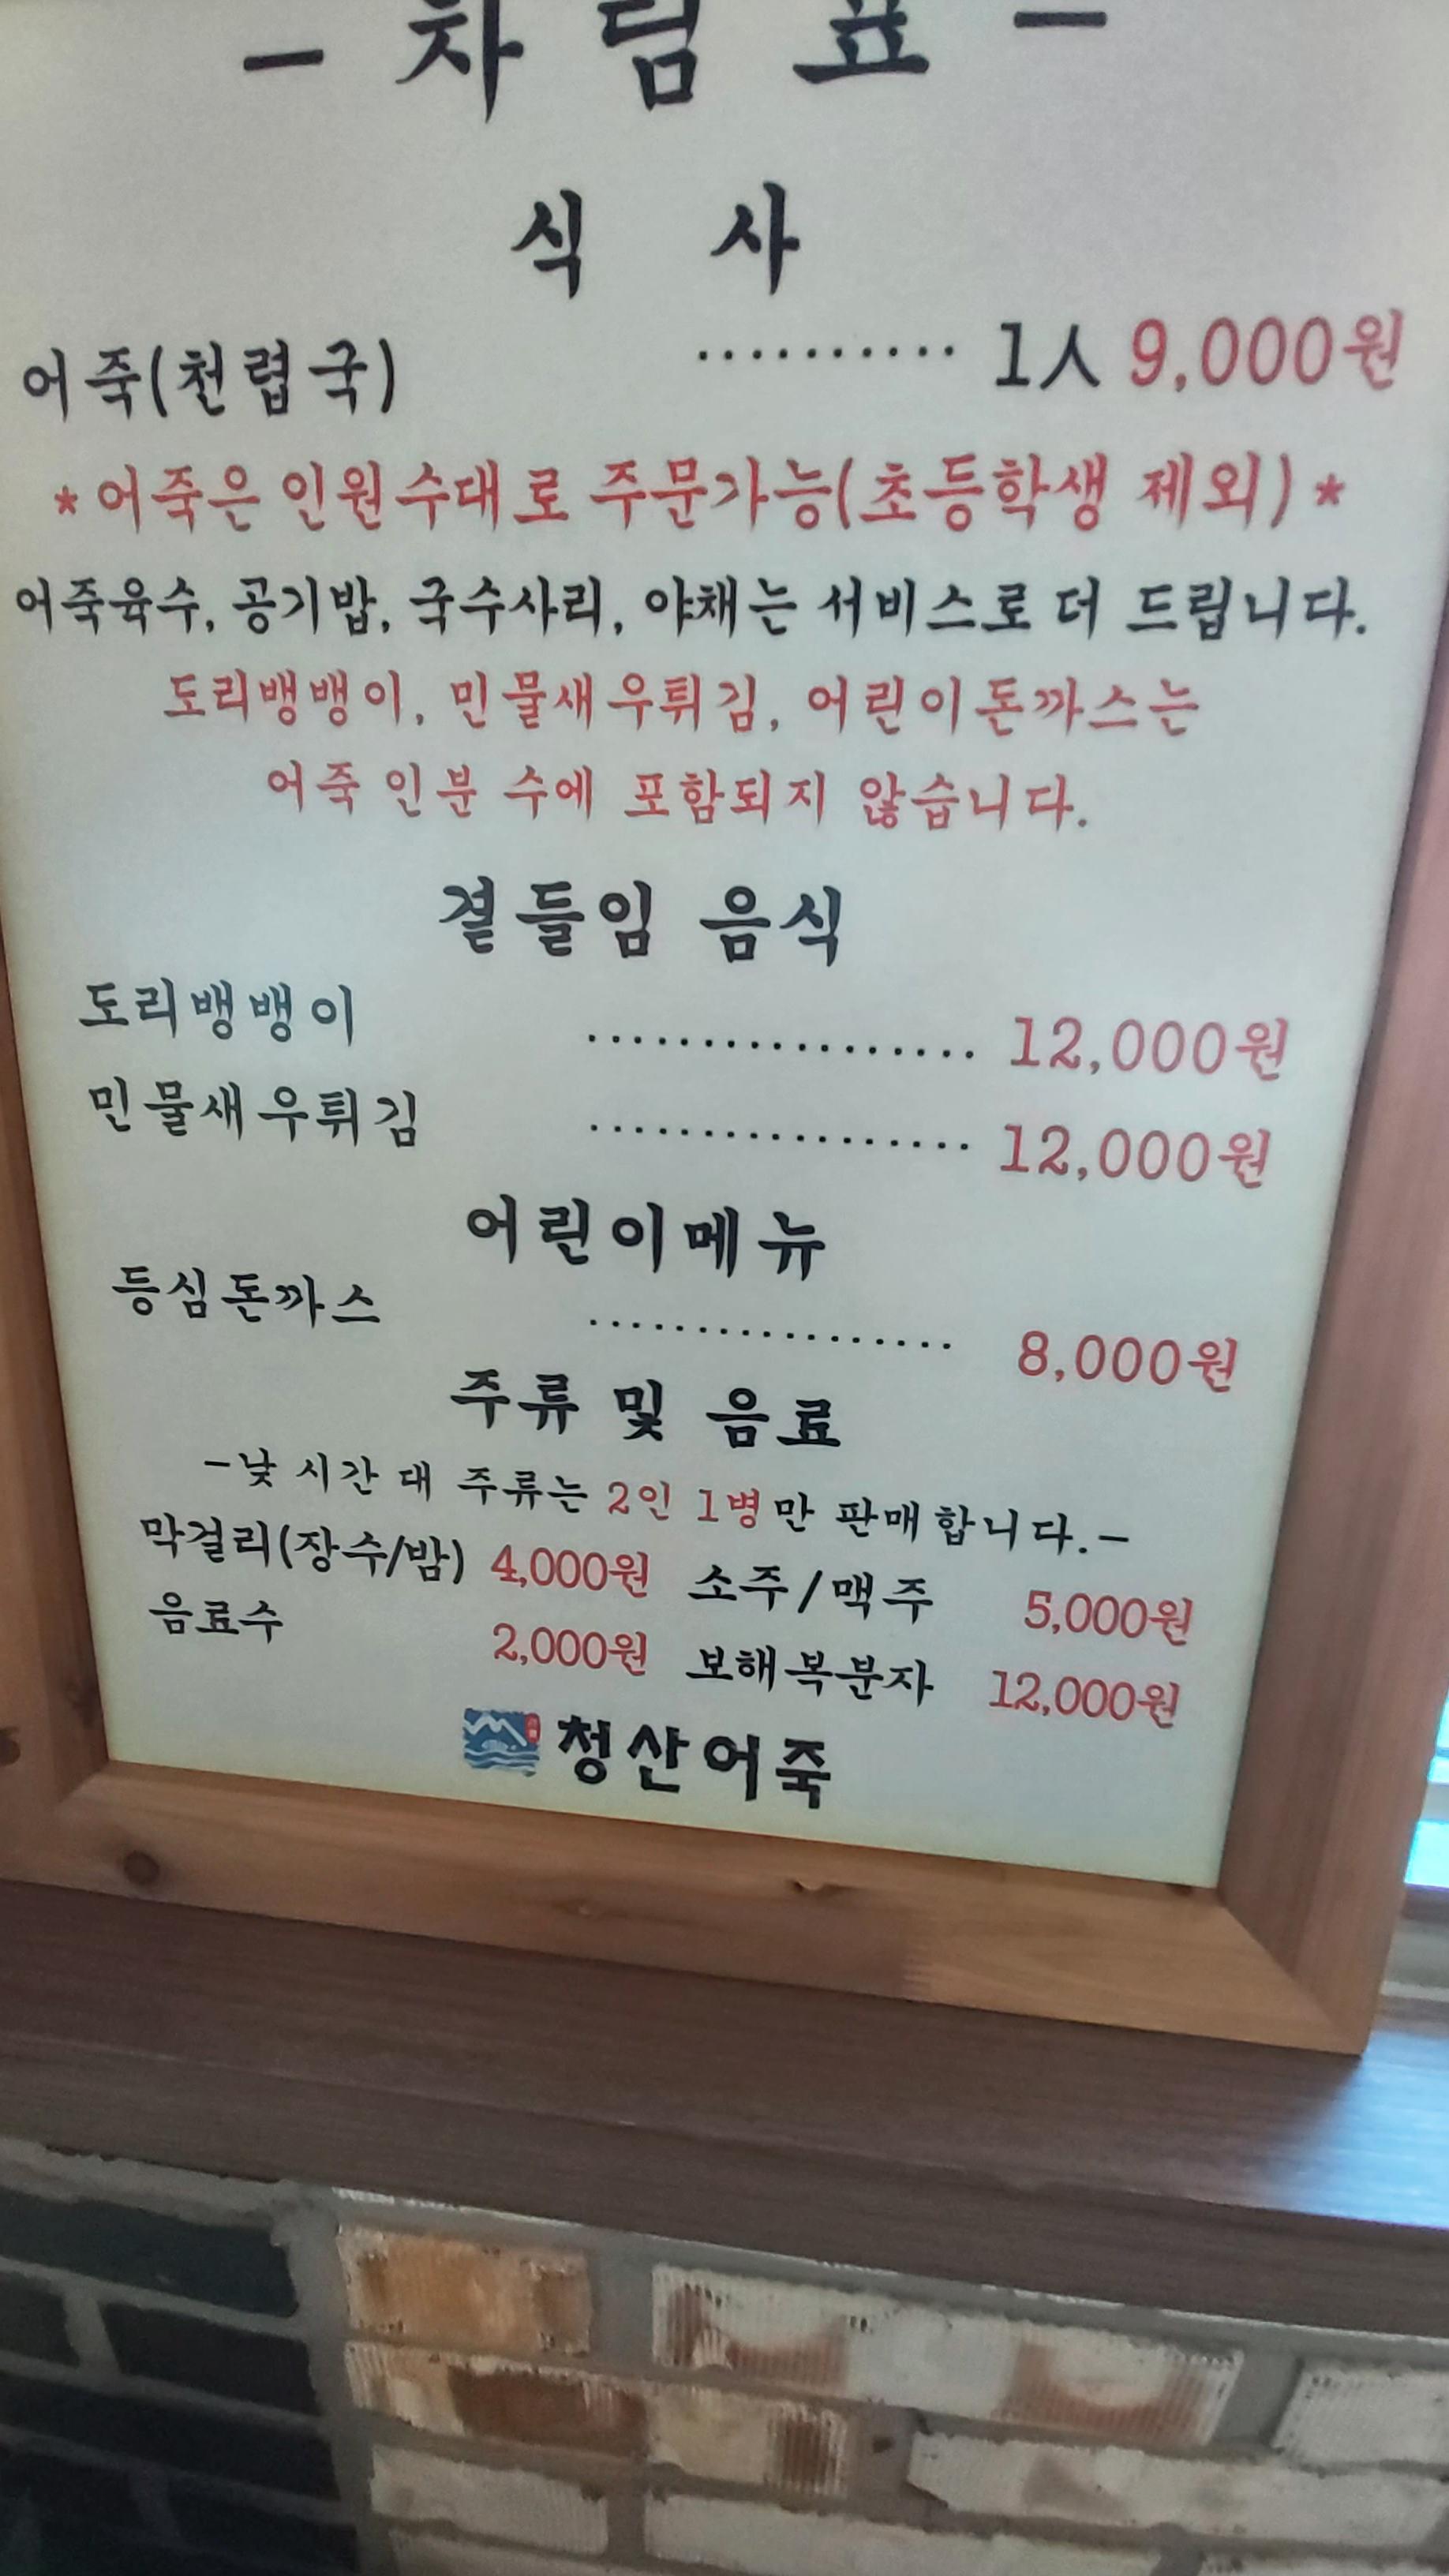 - 차림표 -
식 사
어죽(천렵국) ·········· 1人 9,000원
*어죽은 인원수대로 주문가능(초등학생 제외)*
어죽육수, 공기밥, 국수사리, 야채는 서비스로 더 드립니다.
도리뱅뱅이, 민물새우튀김, 어린이돈까스는
어죽 인분 수에 포함되지 않습니다.
곁들임 음식
도리뱅뱅이 ················· 12,000원
민물새우튀김 ················· 12,000원
어린이메뉴
등심돈까스 ················· 8,000원
주류 및 음료
-낮 시간 대 주류는 2인 1병만 판매합니다.-
막걸리(장수/밤) 4,000원 소주/맥주 5,000원
음료수 2,000원 보해복분자 12,000원
청산어죽